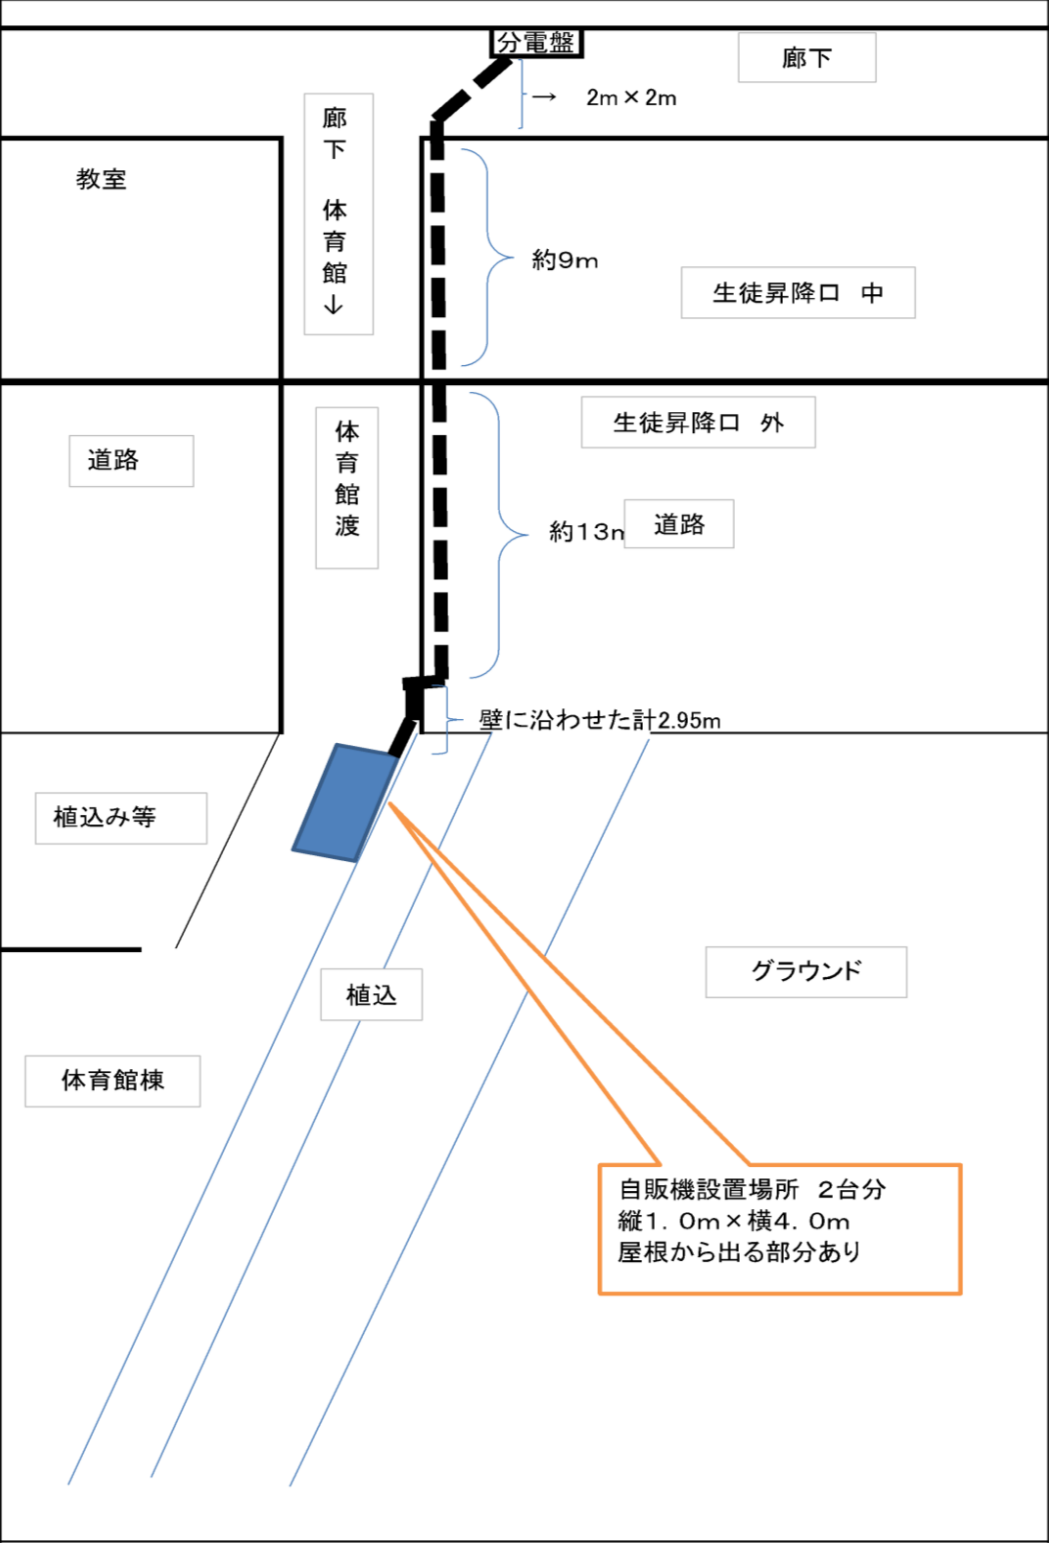 分電盤
廊下
→ 2m×2m
廊下 体育館↓
教室
約9m
生徒昇降口 中
体育館渡
生徒昇降口 外
道路
約13m
道路
壁に沿わせた計2.95m
植込み等
グラウンド
植込
体育館棟
自販機設置場所 2台分
縦1．0m×横4．0m
屋根から出る部分あり